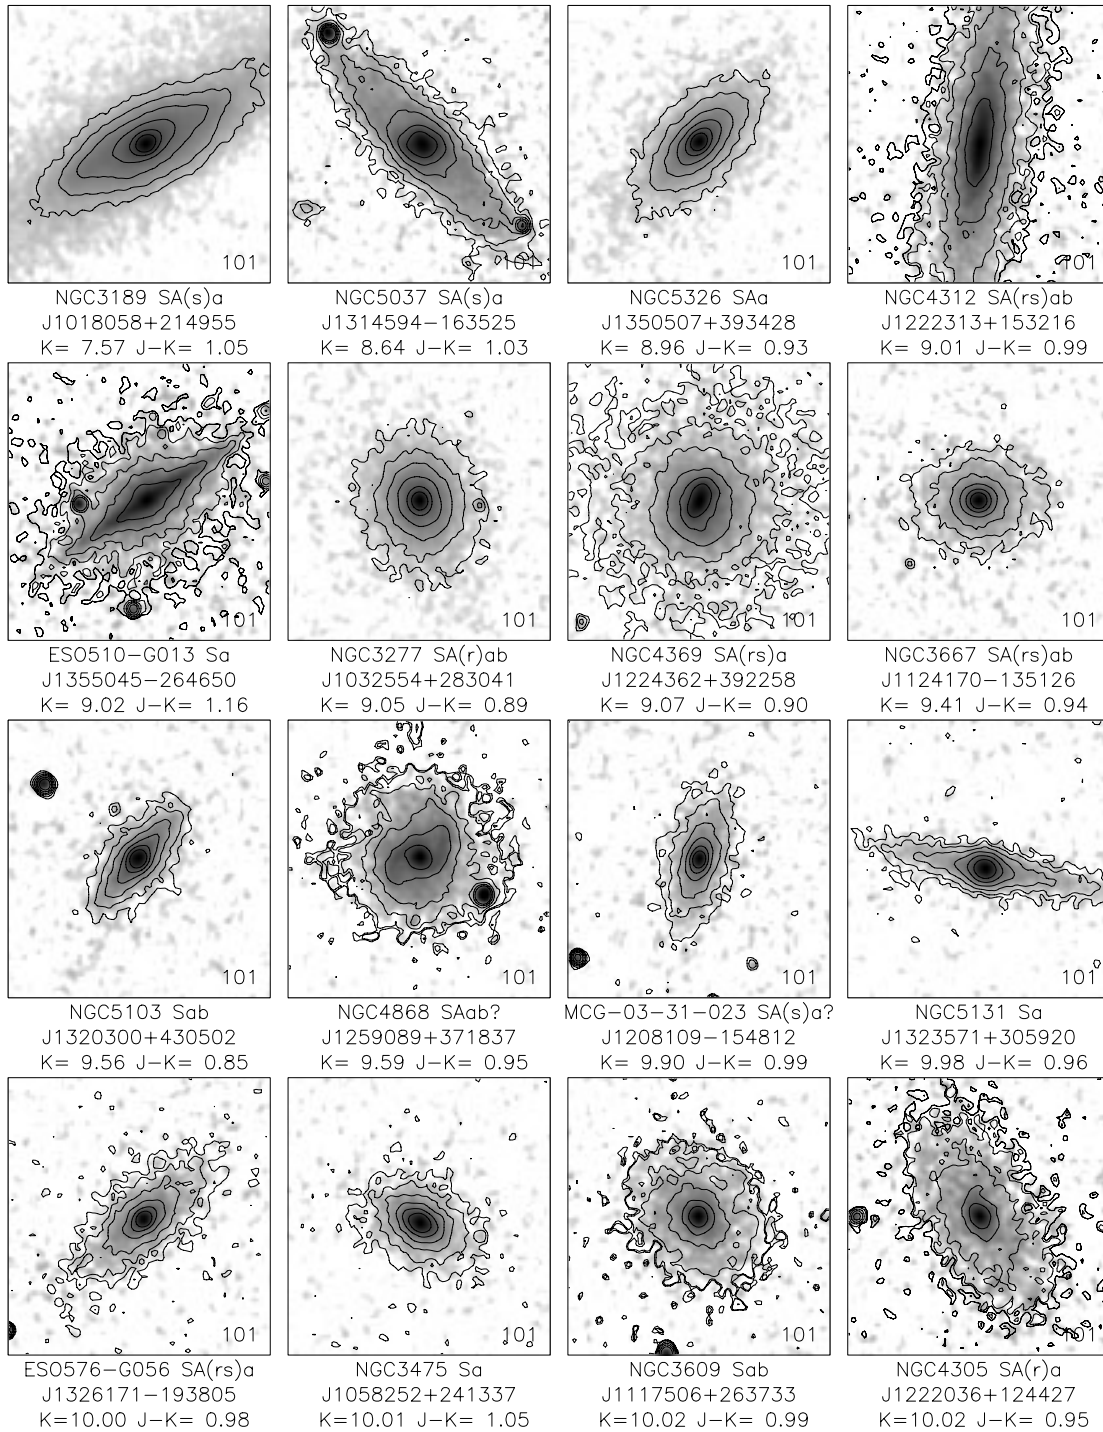 101 101 101 101
NGC3189 SA(s)a NGC5037 SA(s)a NGC5326 SAa NGC4312 SA(rs)ab
J1018058+214955 J1314594-163525 J1350507+393428 J1222313+153216
K= 7.57 J-K= 1.05 K= 8.64 J-K= 1.03 K= 8.96 J-K= 0.93 K= 9.01 J-K= 0.99
101 101 101 101
ESO510-G013 Sa NGC3277 SA(r)ab NGC4369 SA(rs)a NGC3667 SA(rs)ab
J1355045-264650 J1032554+283041 J1224362+392258 J1124170-135126
K= 9.02 J-K= 1.16 K= 9.05 J-K= 0.89 K= 9.07 J-K= 0.90 K= 9.41 J-K= 0.94
101 101 101 101
NGC5103 Sab NGC4868 SAab? MCG-03-31-023 SA(s)a? NGC5131 Sa
J1320300+430502 J1259089+371837 J1208109-154812 J1323571+305920
K= 9.56 J-K= 0.85 K= 9.59 J-K= 0.95 K= 9.90 J-K= 0.99 K= 9.98 J-K= 0.96
101 101 101 101
ESO576-G056 SA(rs)a NGC3475 Sa NGC3609 Sab NGC4305 SA(r)a
J1326171-193805 J1058252+241337 J1117506+263733 J1222036+124427
K=10.00 J-K= 0.98 K=10.01 J-K= 1.05 K=10.02 J-K= 0.99 K=10.02 J-K= 0.95